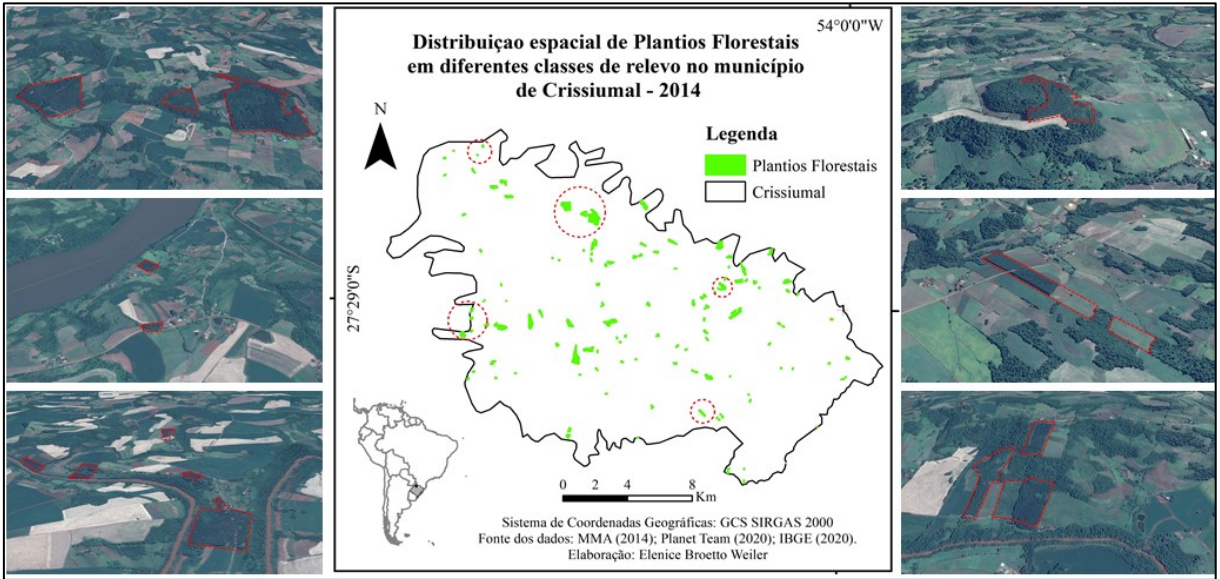 54°0'0"W
Distribuiçao espacial de Plantios Florestais
em diferentes classes de relevo no município
de Crissiumal - 2014
N
Legenda
Plantios Florestais
Crissiumal
27°29'0"S
0 2 4 8
Km
Sistema de Coordenadas Geográficas: GCS SIRGAS 2000
Fonte dos dados: MMA (2014); Planet Team (2020); IBGE (2020).
Elaboração: Elenice Broetto Weiler